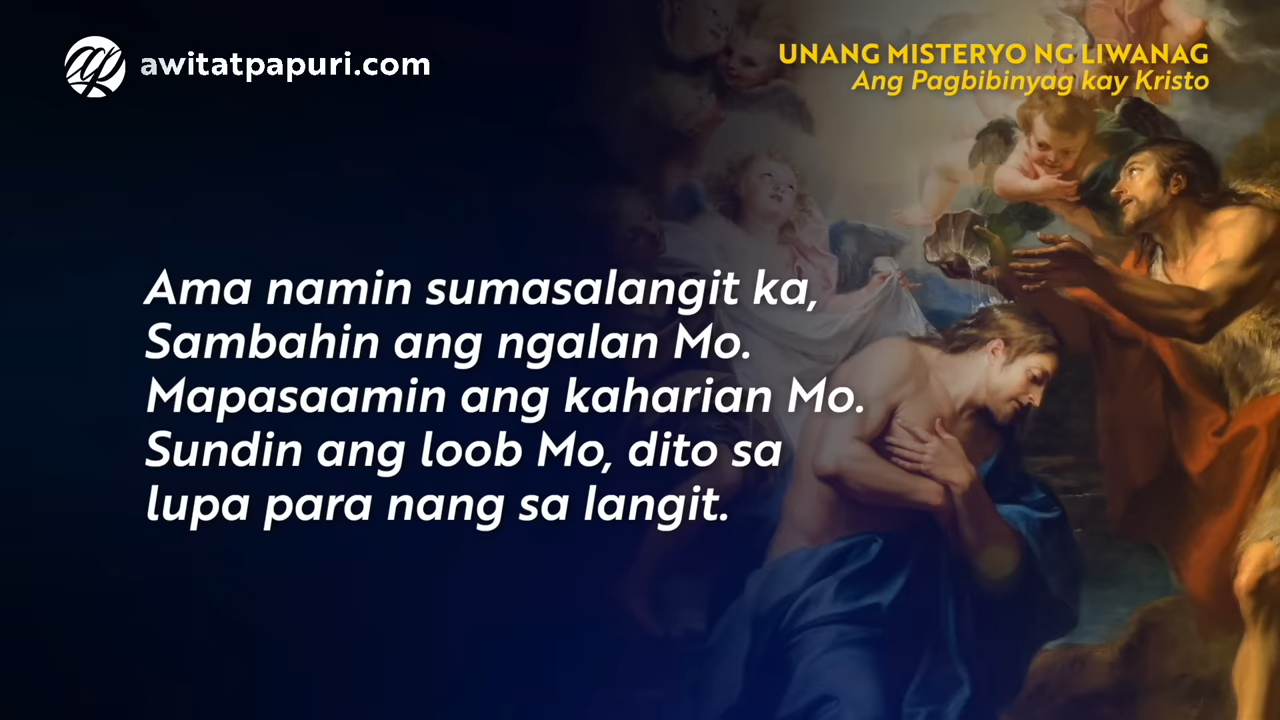 awitatpapuri.com
UNANG MISTERYO NG LIWANAG
Ang Pagbibinyag kay Kristo
Ama namin sumasalangit ka,
Sambahin ang ngalan Mo.
Mapasaamin ang kaharian Mo.
Sundin ang loob Mo, dito sa
lupa para nang sa langit.